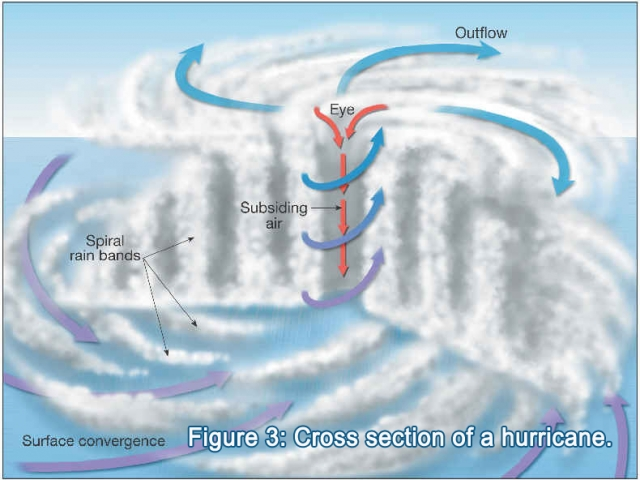 Outflow
Eye
Subsiding
air
Spiral
rain bands
Surface convergence
Figure 3: Cross section of a hurricane.